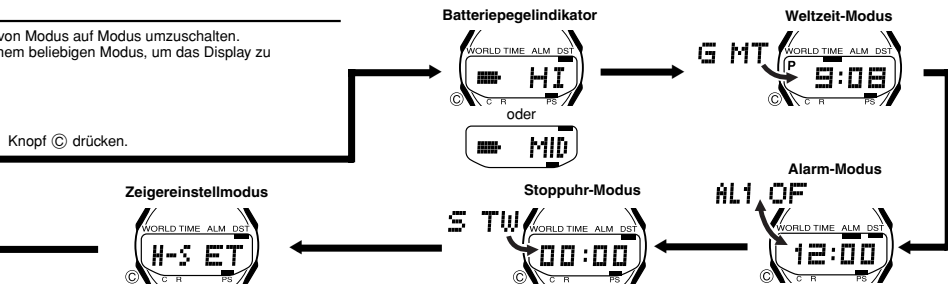 von Modus auf Modus umzuschalten.
nem beliebigen Modus, um das Display zu
Knopf Ⓒ drücken.
Batteriepegelindikator
WORLD TIME ALM DST
HI
Ⓒ C R PS
oder
MID
Weltzeit-Modus
G MT
WORLD TIME ALM DST
P 9:08
Ⓒ C R PS
Alarm-Modus
AL1 OF
WORLD TIME ALM DST
12:00
Ⓒ C R PS
Stoppuhr-Modus
S TW
WORLD TIME ALM DST
00:00
Ⓒ C R PS
Zeigereinstellmodus
WORLD TIME ALM DST
H-S ET
Ⓒ C R PS